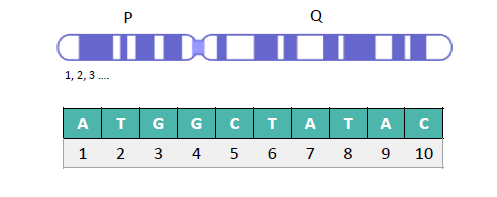 P Q
1, 2, 3 ....
A T G G C T A T A C
1 2 3 4 5 6 7 8 9 10